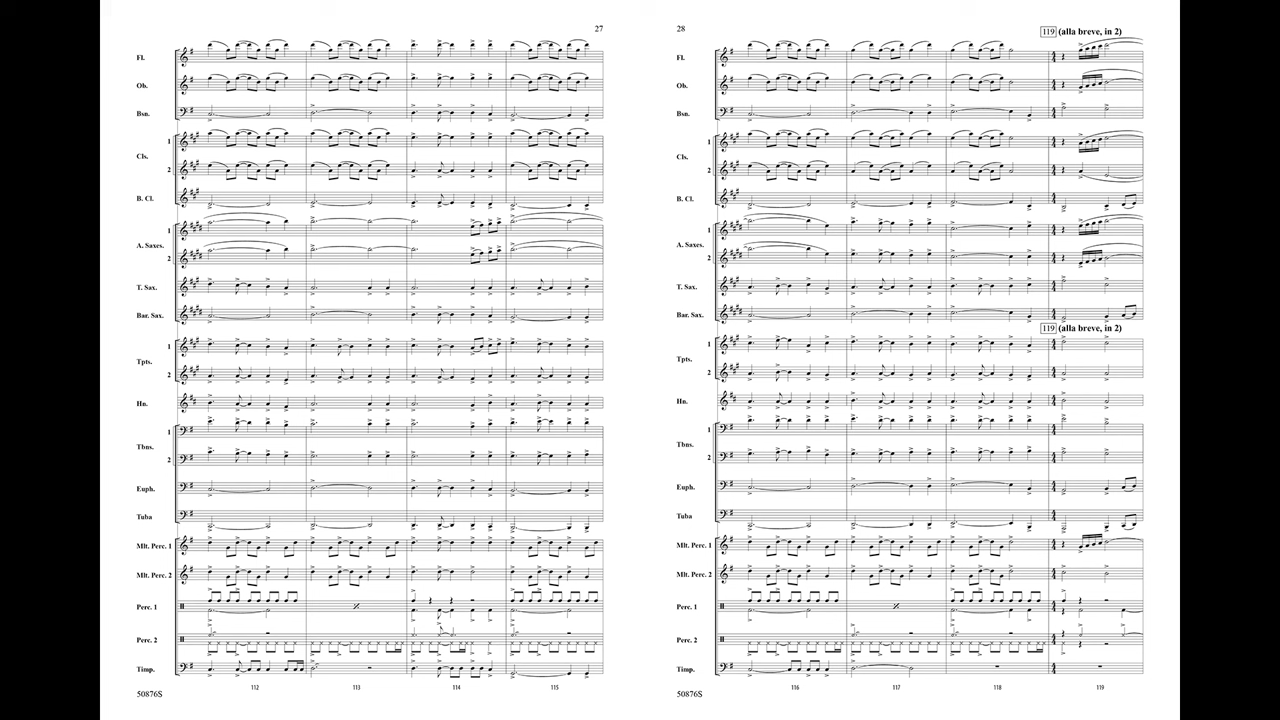 27
Fl.
Ob.
Bsn.
1
Cls.
2
B. Cl.
1
A. Saxes.
2
T. Sax.
Bar. Sax.
1
Tpts.
2
Hn.
1
Tbns.
2
Euph.
Tuba
Mlt. Perc. 1
Mlt. Perc. 2
Perc. 1
Perc. 2
Timp.
50876S
112
113
114
115
28
119 (alla breve, in 2)
Fl.
Ob.
Bsn.
1
Cls.
2
B. Cl.
1
A. Saxes.
2
T. Sax.
Bar. Sax.
119 (alla breve, in 2)
1
Tpts.
2
Hn.
1
Tbns.
2
Euph.
Tuba
Mlt. Perc. 1
Mlt. Perc. 2
Perc. 1
Perc. 2
Timp.
50876S
116
117
118
119